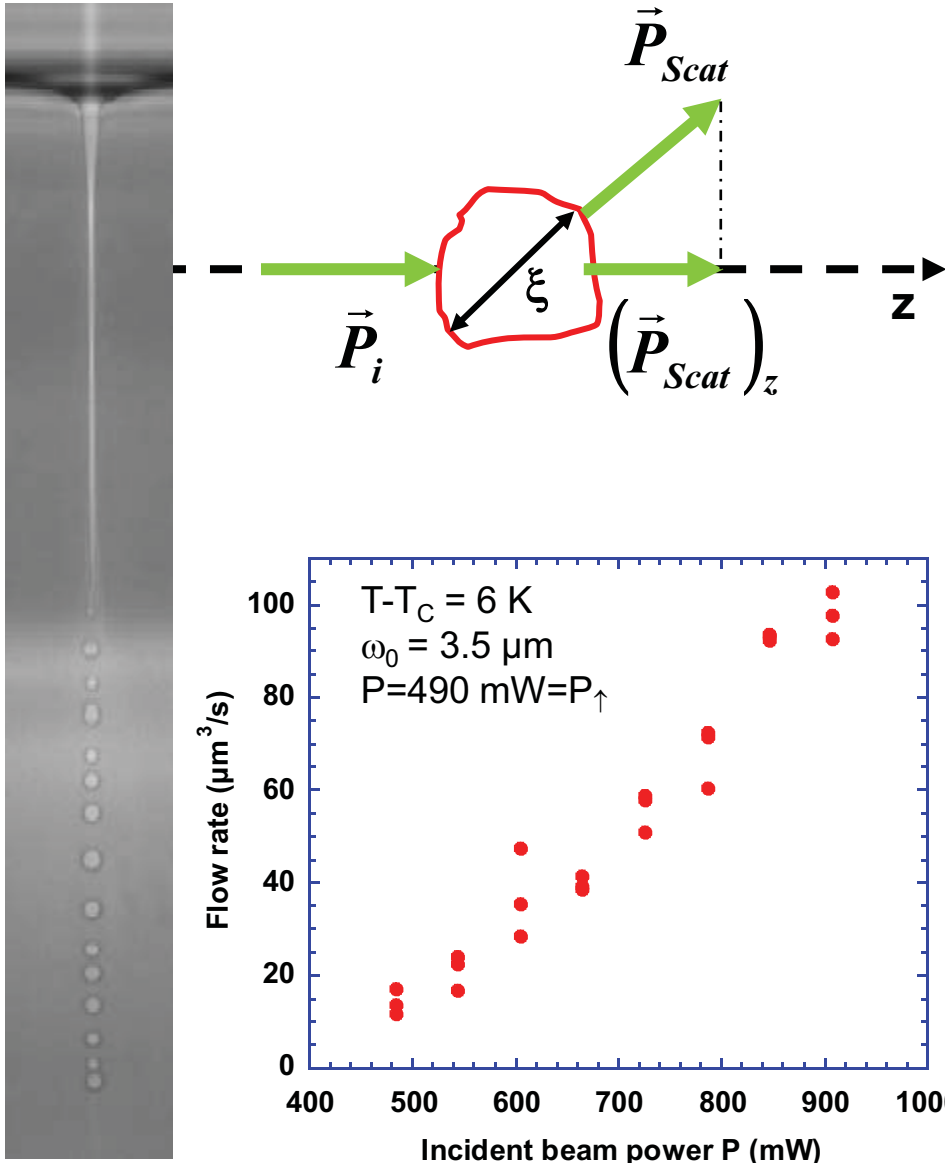 P⃗Scat
ξ
z
P⃗i
(P⃗Scat)z
T-TC = 6 K
ω0 = 3.5 µm
P=490 mW=P↑
100
80
60
40
20
0
Flow rate (µm³/s)
400 500 600 700 800 900 1000
Incident beam power P (mW)